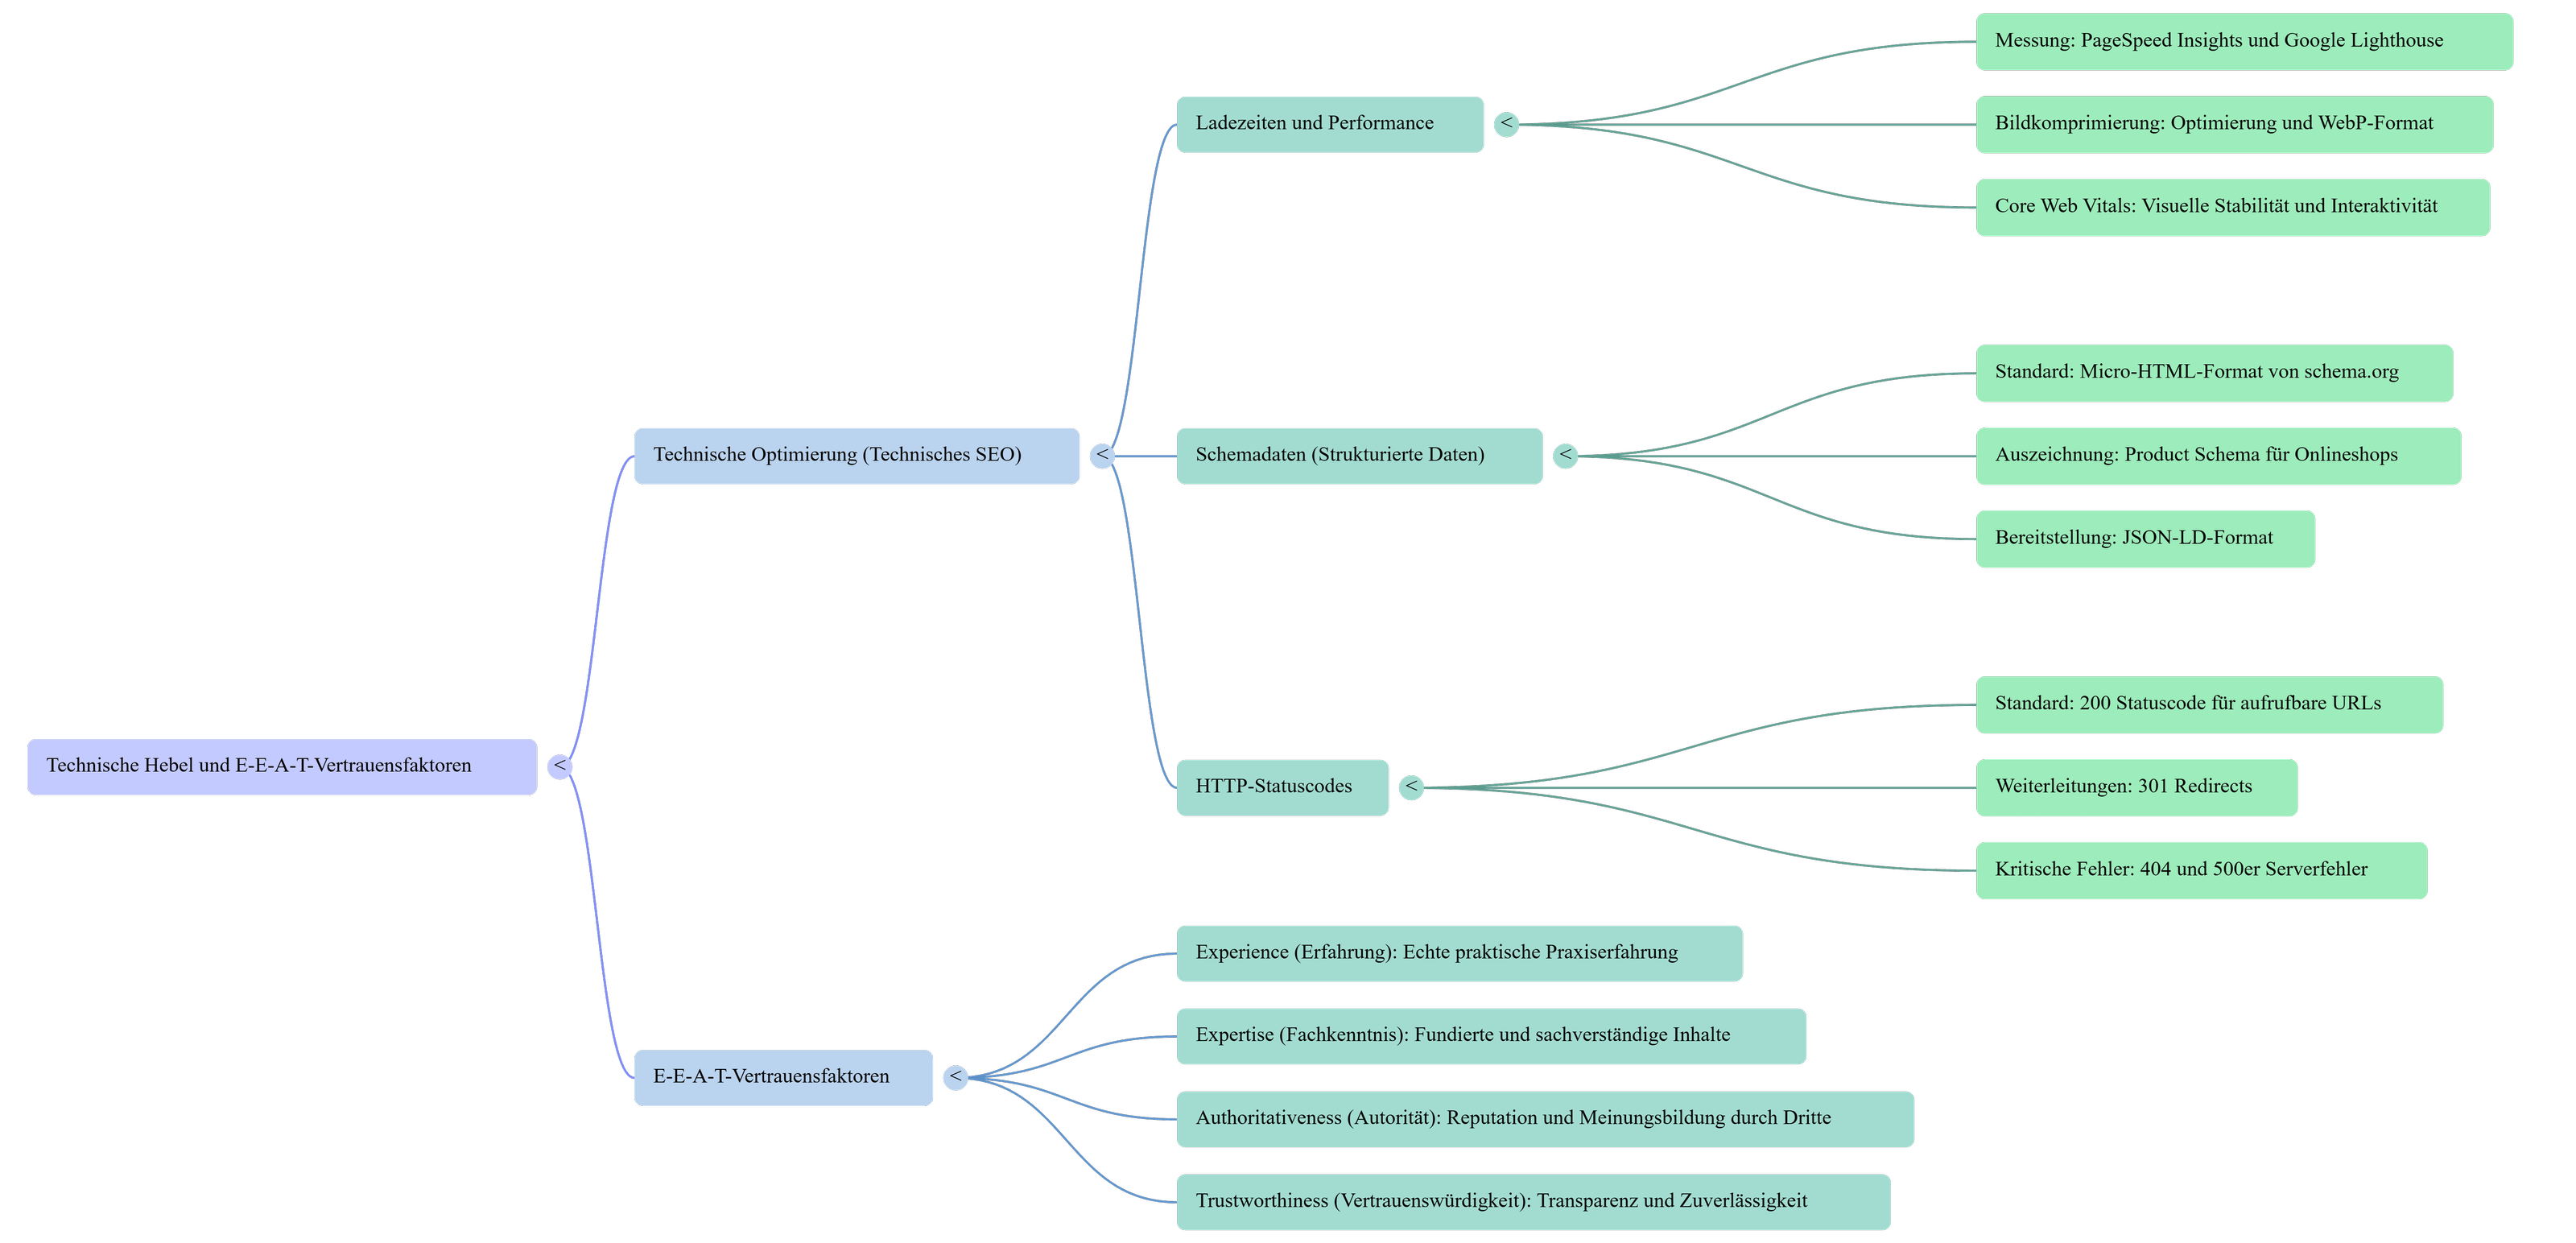 Technische Hebel und E-E-A-T-Vertrauensfaktoren
<
Technische Optimierung (Technisches SEO)
<
Ladezeiten und Performance
<
Messung: PageSpeed Insights und Google Lighthouse
Bildkomprimierung: Optimierung und WebP-Format
Core Web Vitals: Visuelle Stabilität und Interaktivität
Schemadaten (Strukturierte Daten)
<
Standard: Micro-HTML-Format von schema.org
Auszeichnung: Product Schema für Onlineshops
Bereitstellung: JSON-LD-Format
HTTP-Statuscodes
<
Standard: 200 Statuscode für aufrufbare URLs
Weiterleitungen: 301 Redirects
Kritische Fehler: 404 und 500er Serverfehler
E-E-A-T-Vertrauensfaktoren
<
Experience (Erfahrung): Echte praktische Praxiserfahrung
Expertise (Fachkenntnis): Fundierte und sachverständige Inhalte
Authoritativeness (Autorität): Reputation und Meinungsbildung durch Dritte
Trustworthiness (Vertrauenswürdigkeit): Transparenz und Zuverlässigkeit